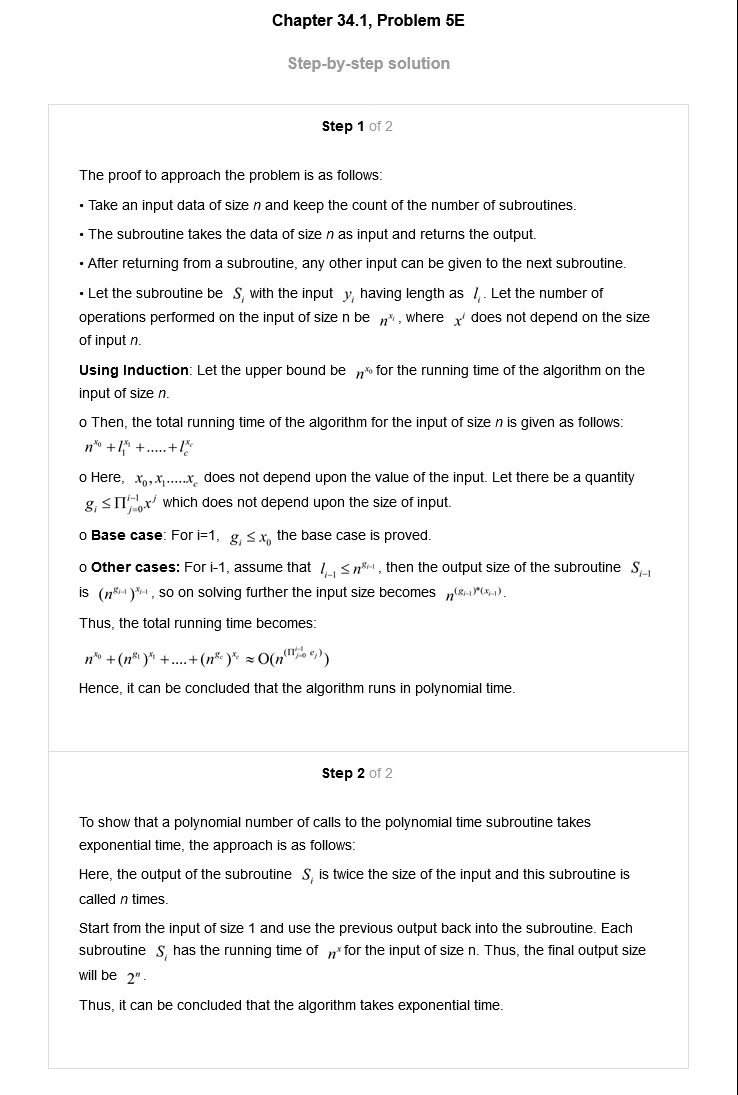 Chapter 34.1, Problem 5E
Step-by-step solution
Step 1 of 2
The proof to approach the problem is as follows:
• Take an input data of size n and keep the count of the number of subroutines.
• The subroutine takes the data of size n as input and returns the output.
• After returning from a subroutine, any other input can be given to the next subroutine.
• Let the subroutine be S_i with the input y_i having length as l_i. Let the number of
operations performed on the input of size n be n^{x_i}, where x^i does not depend on the size
of input n.
Using Induction: Let the upper bound be n^{x_0} for the running time of the algorithm on the
input of size n.
o Then, the total running time of the algorithm for the input of size n is given as follows:
n^{x_0} + l_1^{x_1} + ..... + l_c^{x_c}
o Here, x_0, x_1.....x_c does not depend upon the value of the input. Let there be a quantity
g_i ≤ Π_{j=0}^{i-1} x^j which does not depend upon the size of input.
o Base case: For i=1, g_i ≤ x_0 the base case is proved.
o Other cases: For i-1, assume that l_{i-1} ≤ n^{g_{i-1}}, then the output size of the subroutine S_{i-1}
is (n^{g_{i-1}})^{x_{i-1}}, so on solving further the input size becomes n^{(g_{i-1})*(x_{i-1})}.
Thus, the total running time becomes:
n^{x_0} + (n^{g_1})^{x_1} + .... + (n^{g_c})^{x_c} ≈ O(n^{(Π_{j=0}^{i-1} e_j)})
Hence, it can be concluded that the algorithm runs in polynomial time.
Step 2 of 2
To show that a polynomial number of calls to the polynomial time subroutine takes
exponential time, the approach is as follows:
Here, the output of the subroutine S_i is twice the size of the input and this subroutine is
called n times.
Start from the input of size 1 and use the previous output back into the subroutine. Each
subroutine S_i has the running time of n^x for the input of size n. Thus, the final output size
will be 2^n.
Thus, it can be concluded that the algorithm takes exponential time.